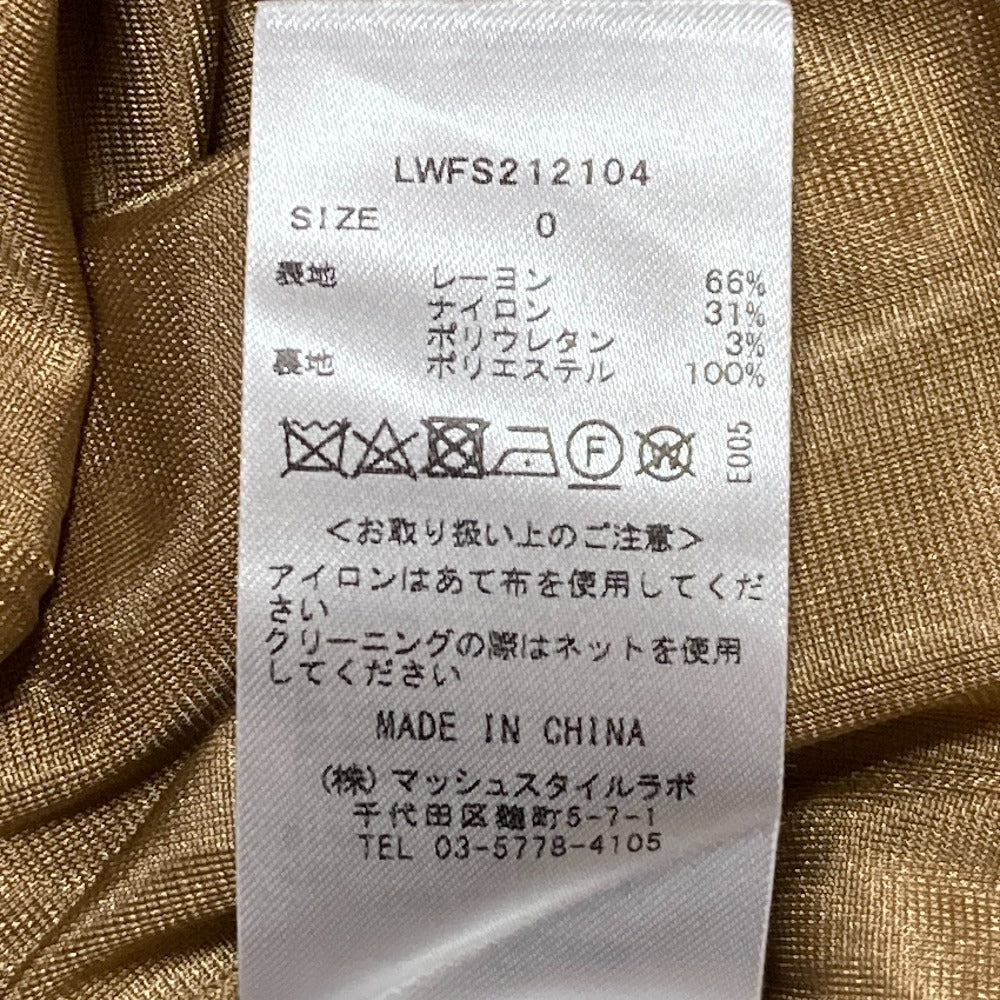 LWFS212104
SIZE 0
表地 レーヨン 66%
ナイロン 31%
ポリウレタン 3%
裏地 ポリエステル 100%
F W E005
<お取り扱い上のご注意>
アイロンはあて布を使用してくだ
さい
クリーニングの際はネットを使用
してください
MADE IN CHINA
(株)マッシュスタイルラボ
千代田区麹町5-7-1
TEL 03-5778-4105